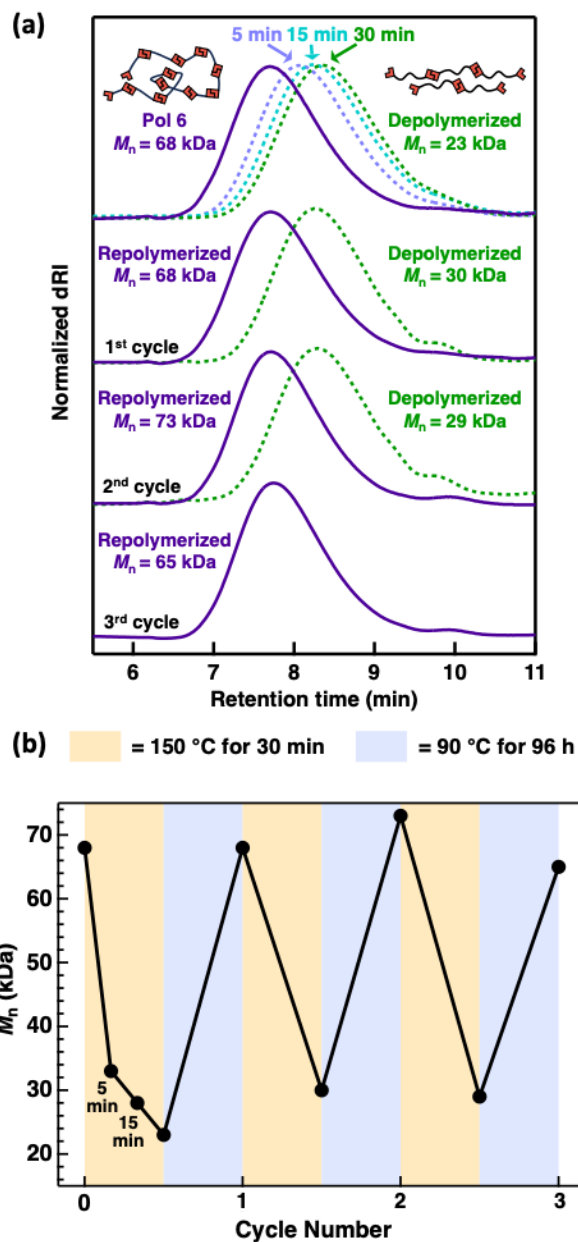 (a)
5 min 15 min 30 min
Pol 6
Mn = 68 kDa
Depolymerized
Mn = 23 kDa
Repolymerized
Mn = 68 kDa
Depolymerized
Mn = 30 kDa
1st cycle
Repolymerized
Mn = 73 kDa
Depolymerized
Mn = 29 kDa
2nd cycle
Repolymerized
Mn = 65 kDa
3rd cycle
Normalized dRI
6 7 8 9 10 11
Retention time (min)
(b)
= 150 °C for 30 min = 90 °C for 96 h
70
60
50
40
30
20
Mn (kDa)
5
min
15
min
0 1 2 3
Cycle Number